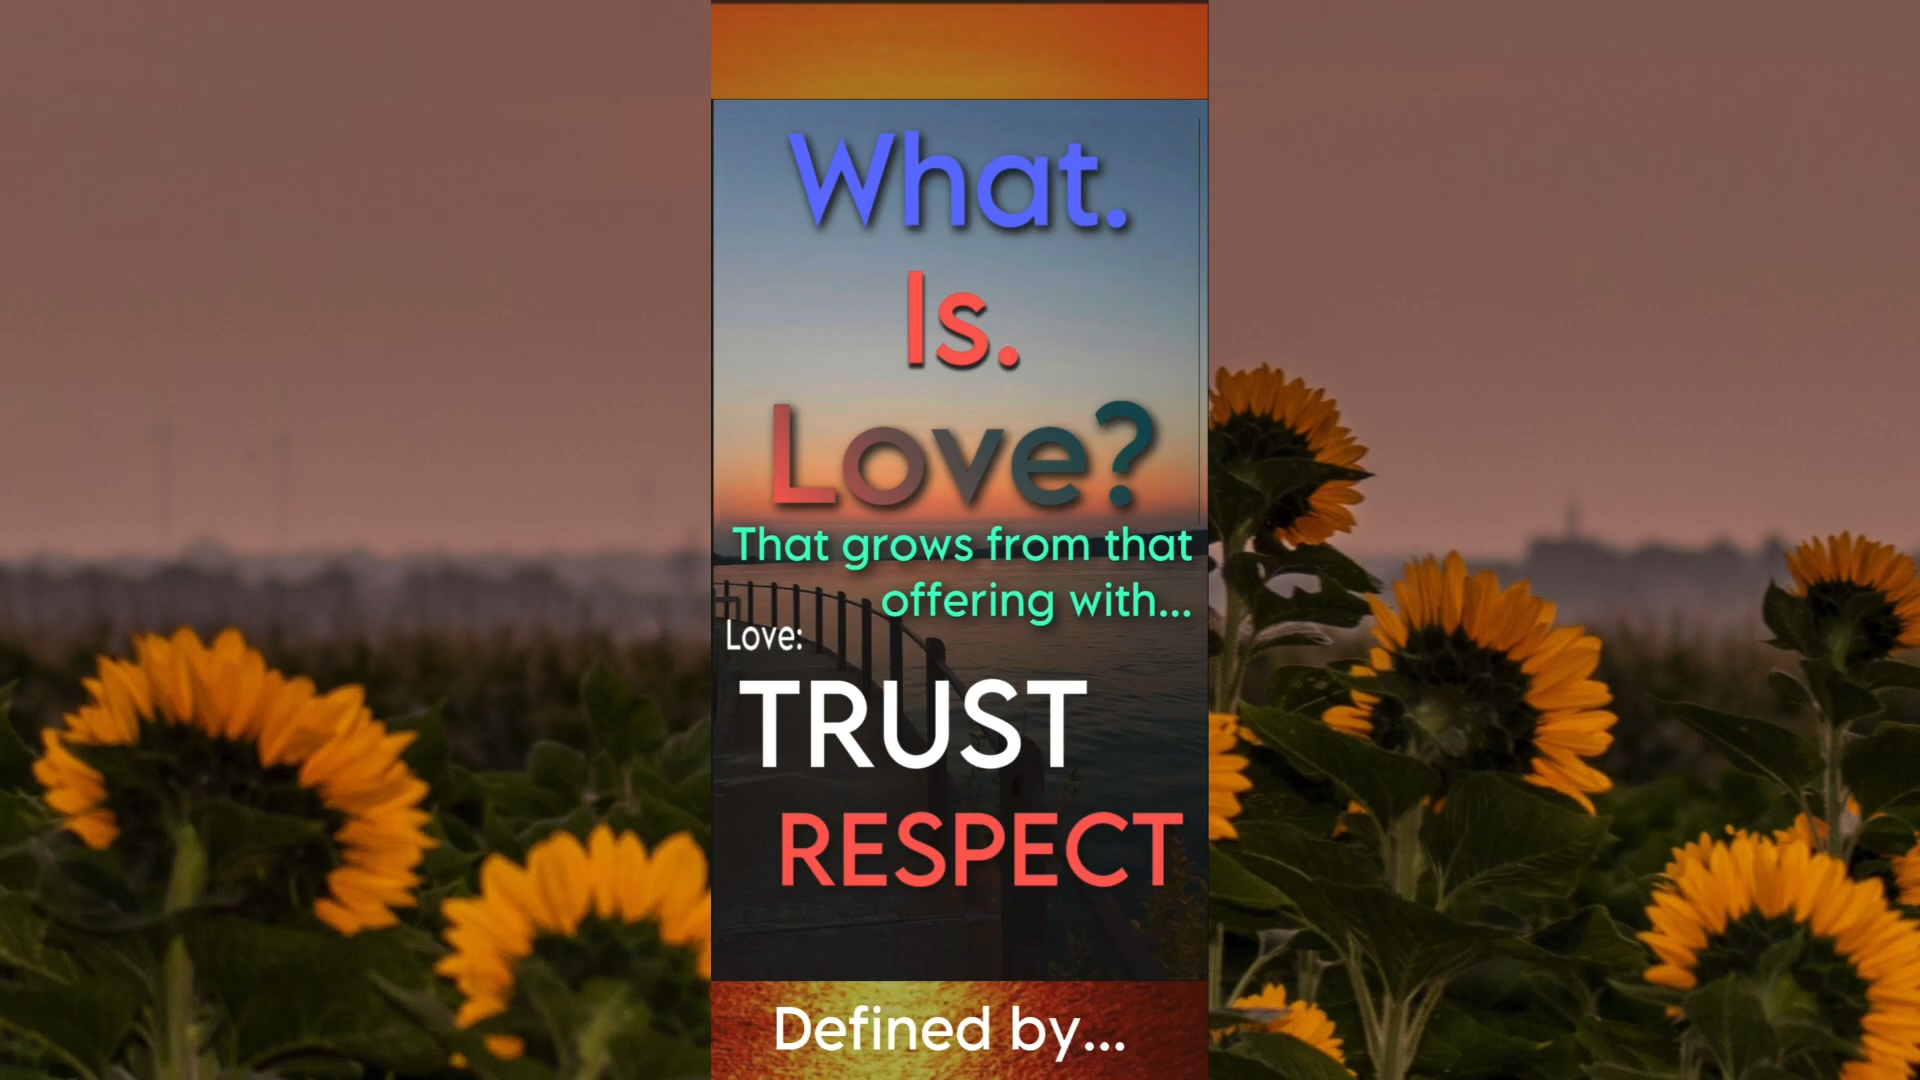 What.
Is.
Love?
That grows from that
offering with...
Love:
TRUST
RESPECT
Defined by...